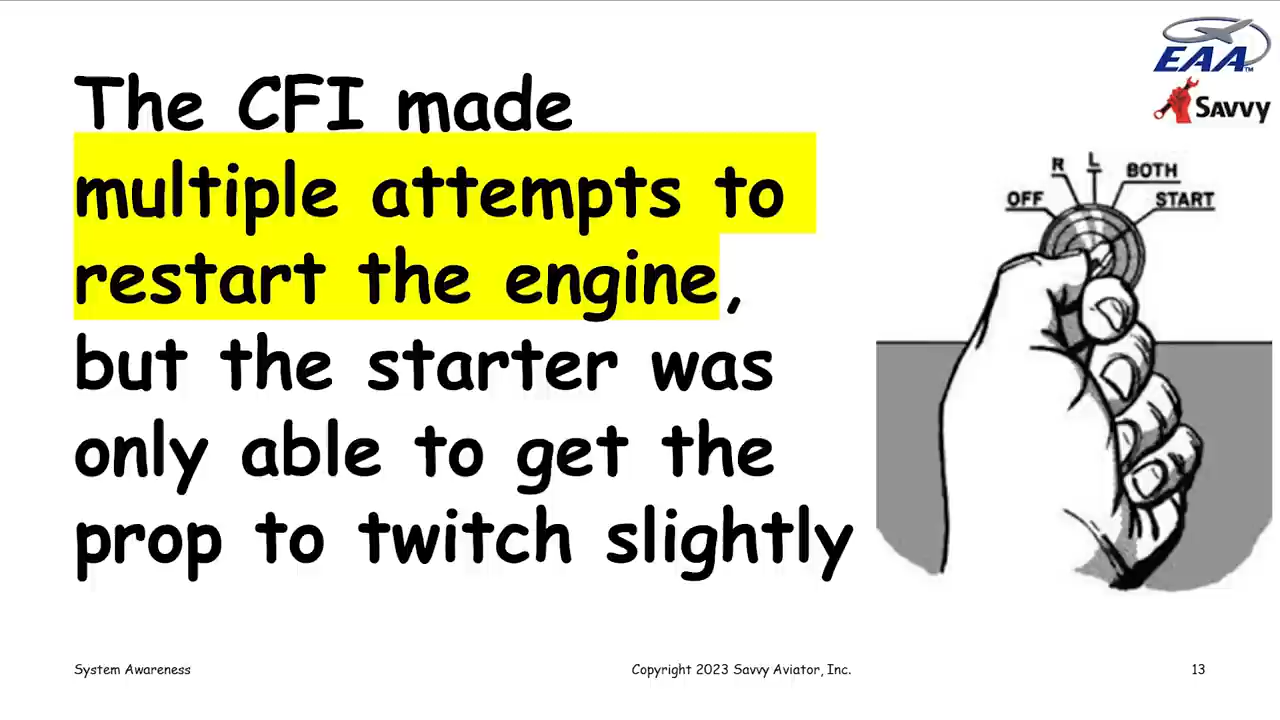 EAA™
Savvy
The CFI made
multiple attempts to
restart the engine,
but the starter was
only able to get the
prop to twitch slightly
OFF
R
L
BOTH
START
System Awareness
Copyright 2023 Savvy Aviator, Inc.
13